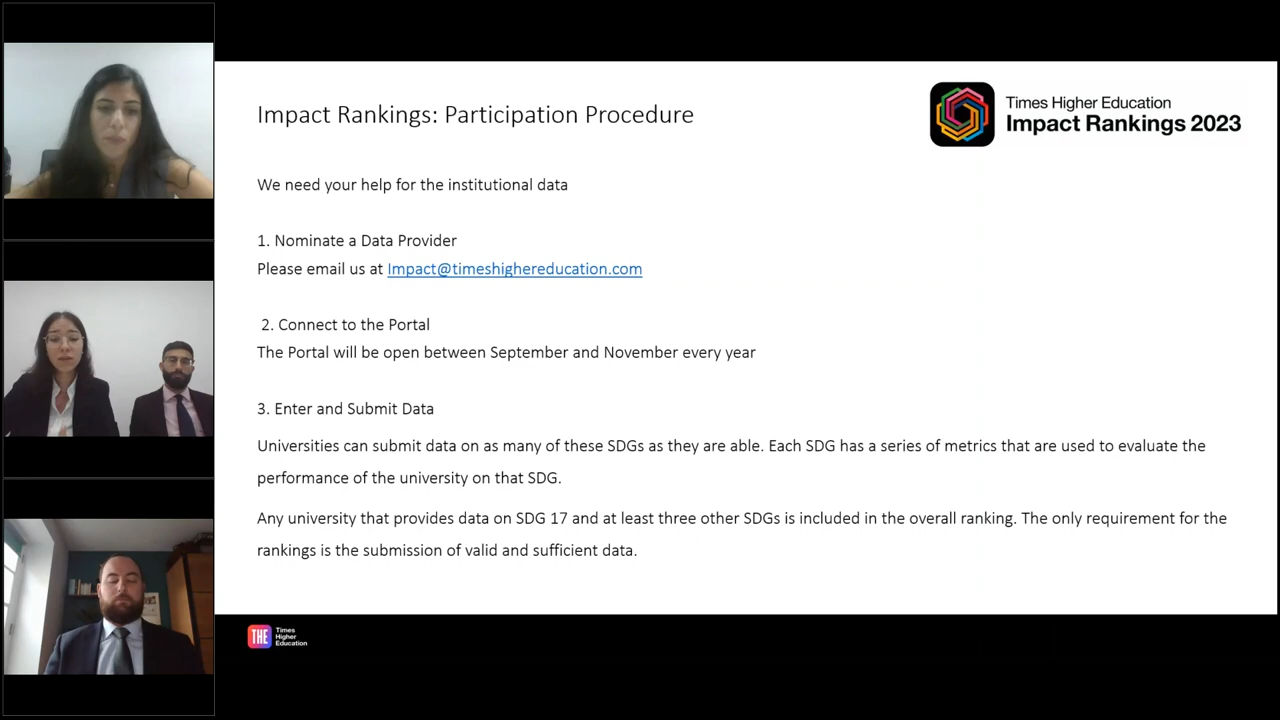 Impact Rankings: Participation Procedure
Times Higher Education
Impact Rankings 2023
We need your help for the institutional data
1. Nominate a Data Provider
Please email us at Impact@timeshighereducation.com
2. Connect to the Portal
The Portal will be open between September and November every year
3. Enter and Submit Data
Universities can submit data on as many of these SDGs as they are able. Each SDG has a series of metrics that are used to evaluate the
performance of the university on that SDG.
Any university that provides data on SDG 17 and at least three other SDGs is included in the overall ranking. The only requirement for the
rankings is the submission of valid and sufficient data.
THE
Times
Higher
Education